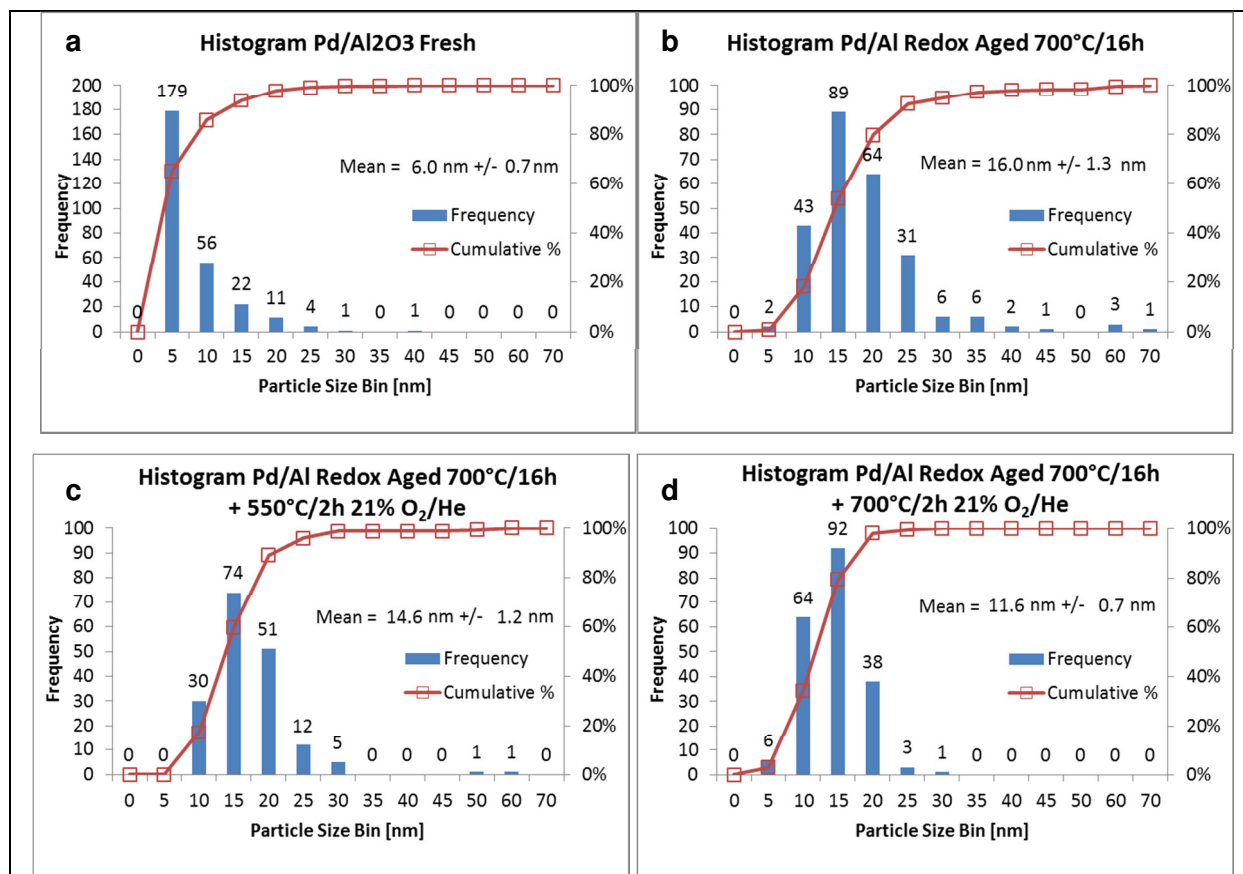 a
Histogram Pd/Al2O3 Fresh
200
180
160
140
120
100
80
60
40
20
0
Frequency
100%
80%
60%
40%
20%
0%
0 179 56 22 11 4 1 0 1 0 0 0 0
Mean = 6.0 nm +/- 0.7 nm
Frequency
Cumulative %
0 5 10 15 20 25 30 35 40 45 50 60 70
Particle Size Bin [nm]
b
Histogram Pd/Al Redox Aged 700°C/16h
100
90
80
70
60
50
40
30
20
10
0
Frequency
100%
80%
60%
40%
20%
0%
0 2 43 89 64 31 6 6 2 1 0 3 1
Mean = 16.0 nm +/- 1.3 nm
Frequency
Cumulative %
0 5 10 15 20 25 30 35 40 45 50 60 70
Particle Size Bin [nm]
c
Histogram Pd/Al Redox Aged 700°C/16h
+ 550°C/2h 21% O₂/He
100
90
80
70
60
50
40
30
20
10
0
Frequency
100%
80%
60%
40%
20%
0%
0 0 30 74 51 12 5 0 0 0 1 1 0
Mean = 14.6 nm +/- 1.2 nm
Frequency
Cumulative %
0 5 10 15 20 25 30 35 40 45 50 60 70
Particle Size Bin [nm]
d
Histogram Pd/Al Redox Aged 700°C/16h
+ 700°C/2h 21% O₂/He
100
90
80
70
60
50
40
30
20
10
0
Frequency
100%
80%
60%
40%
20%
0%
0 6 64 92 38 3 1 0 0 0 0 0 0
Mean = 11.6 nm +/- 0.7 nm
Frequency
Cumulative %
0 5 10 15 20 25 30 35 40 45 50 60 70
Particle Size Bin [nm]